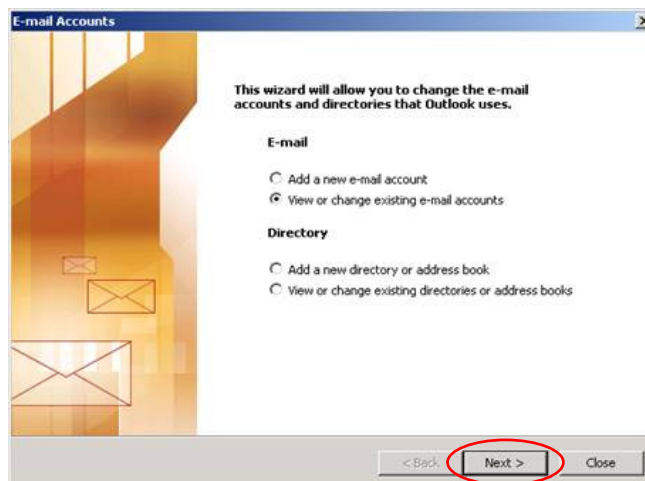 E-mail Accounts
This wizard will allow you to change the e-mail
accounts and directories that Outlook uses.
E-mail
Add a new e-mail account
View or change existing e-mail accounts
Directory
Add a new directory or address book
View or change existing directories or address books
< Back
Next >
Close